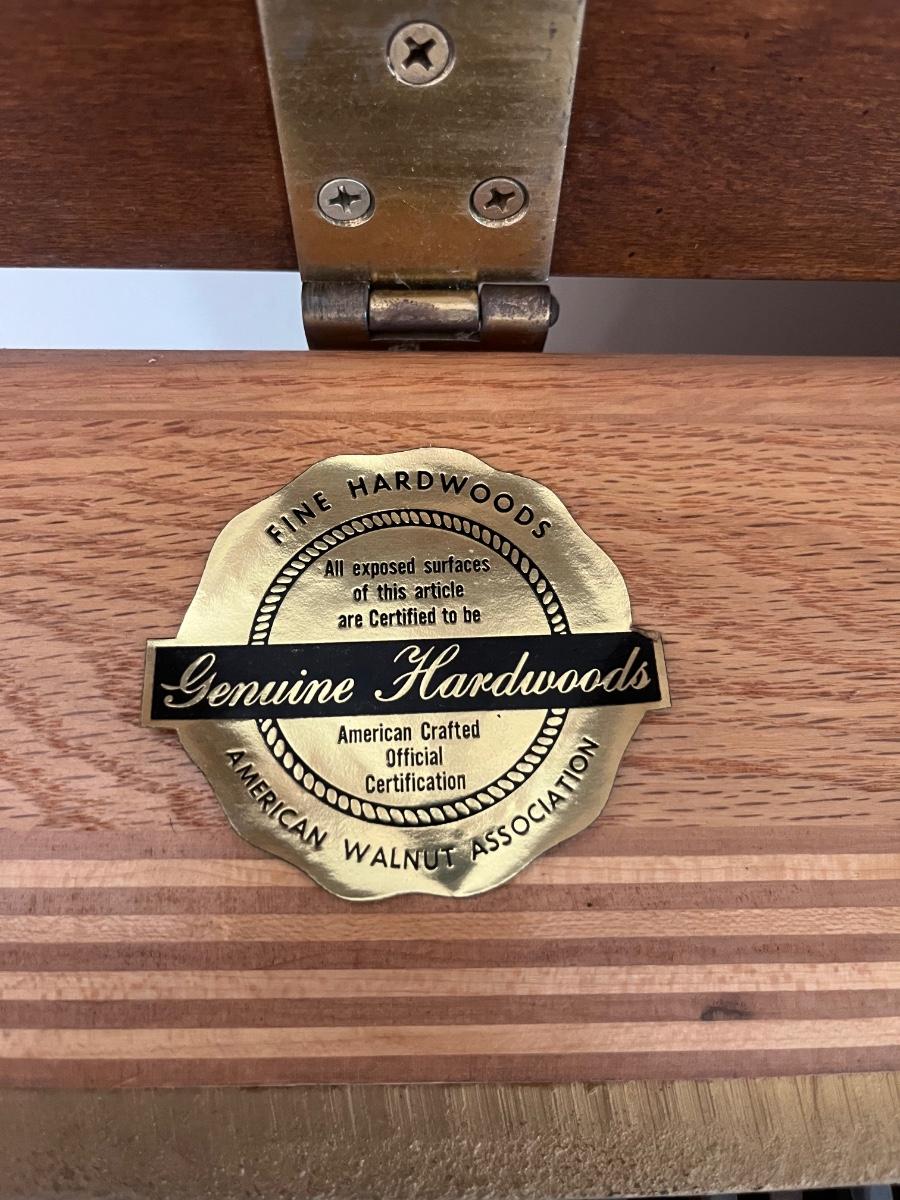 FINE HARDWOODS
All exposed surfaces
of this article
are Certified to be
Genuine Hardwoods
American Crafted
Official
Certification
AMERICAN WALNUT ASSOCIATION